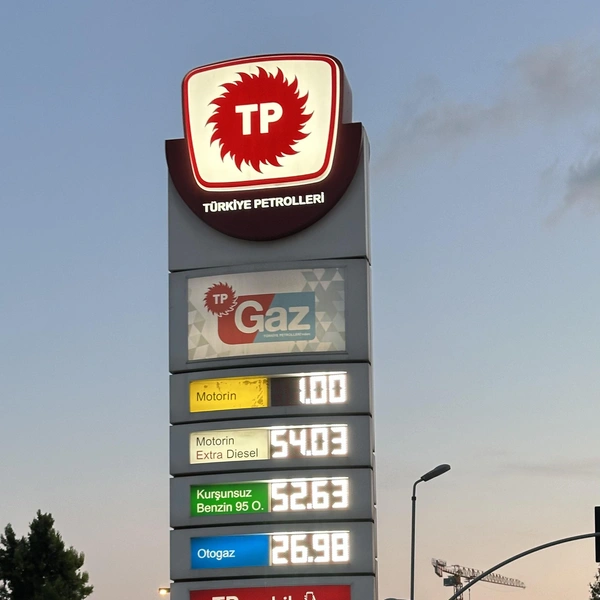 TP
TÜRKİYE PETROLLERİ
TP
Gaz
Motorin 1.00
Motorin
Extra Diesel 54.03
Kurşunsuz
Benzin 95 O. 52.63
Otogaz 26.98
TP